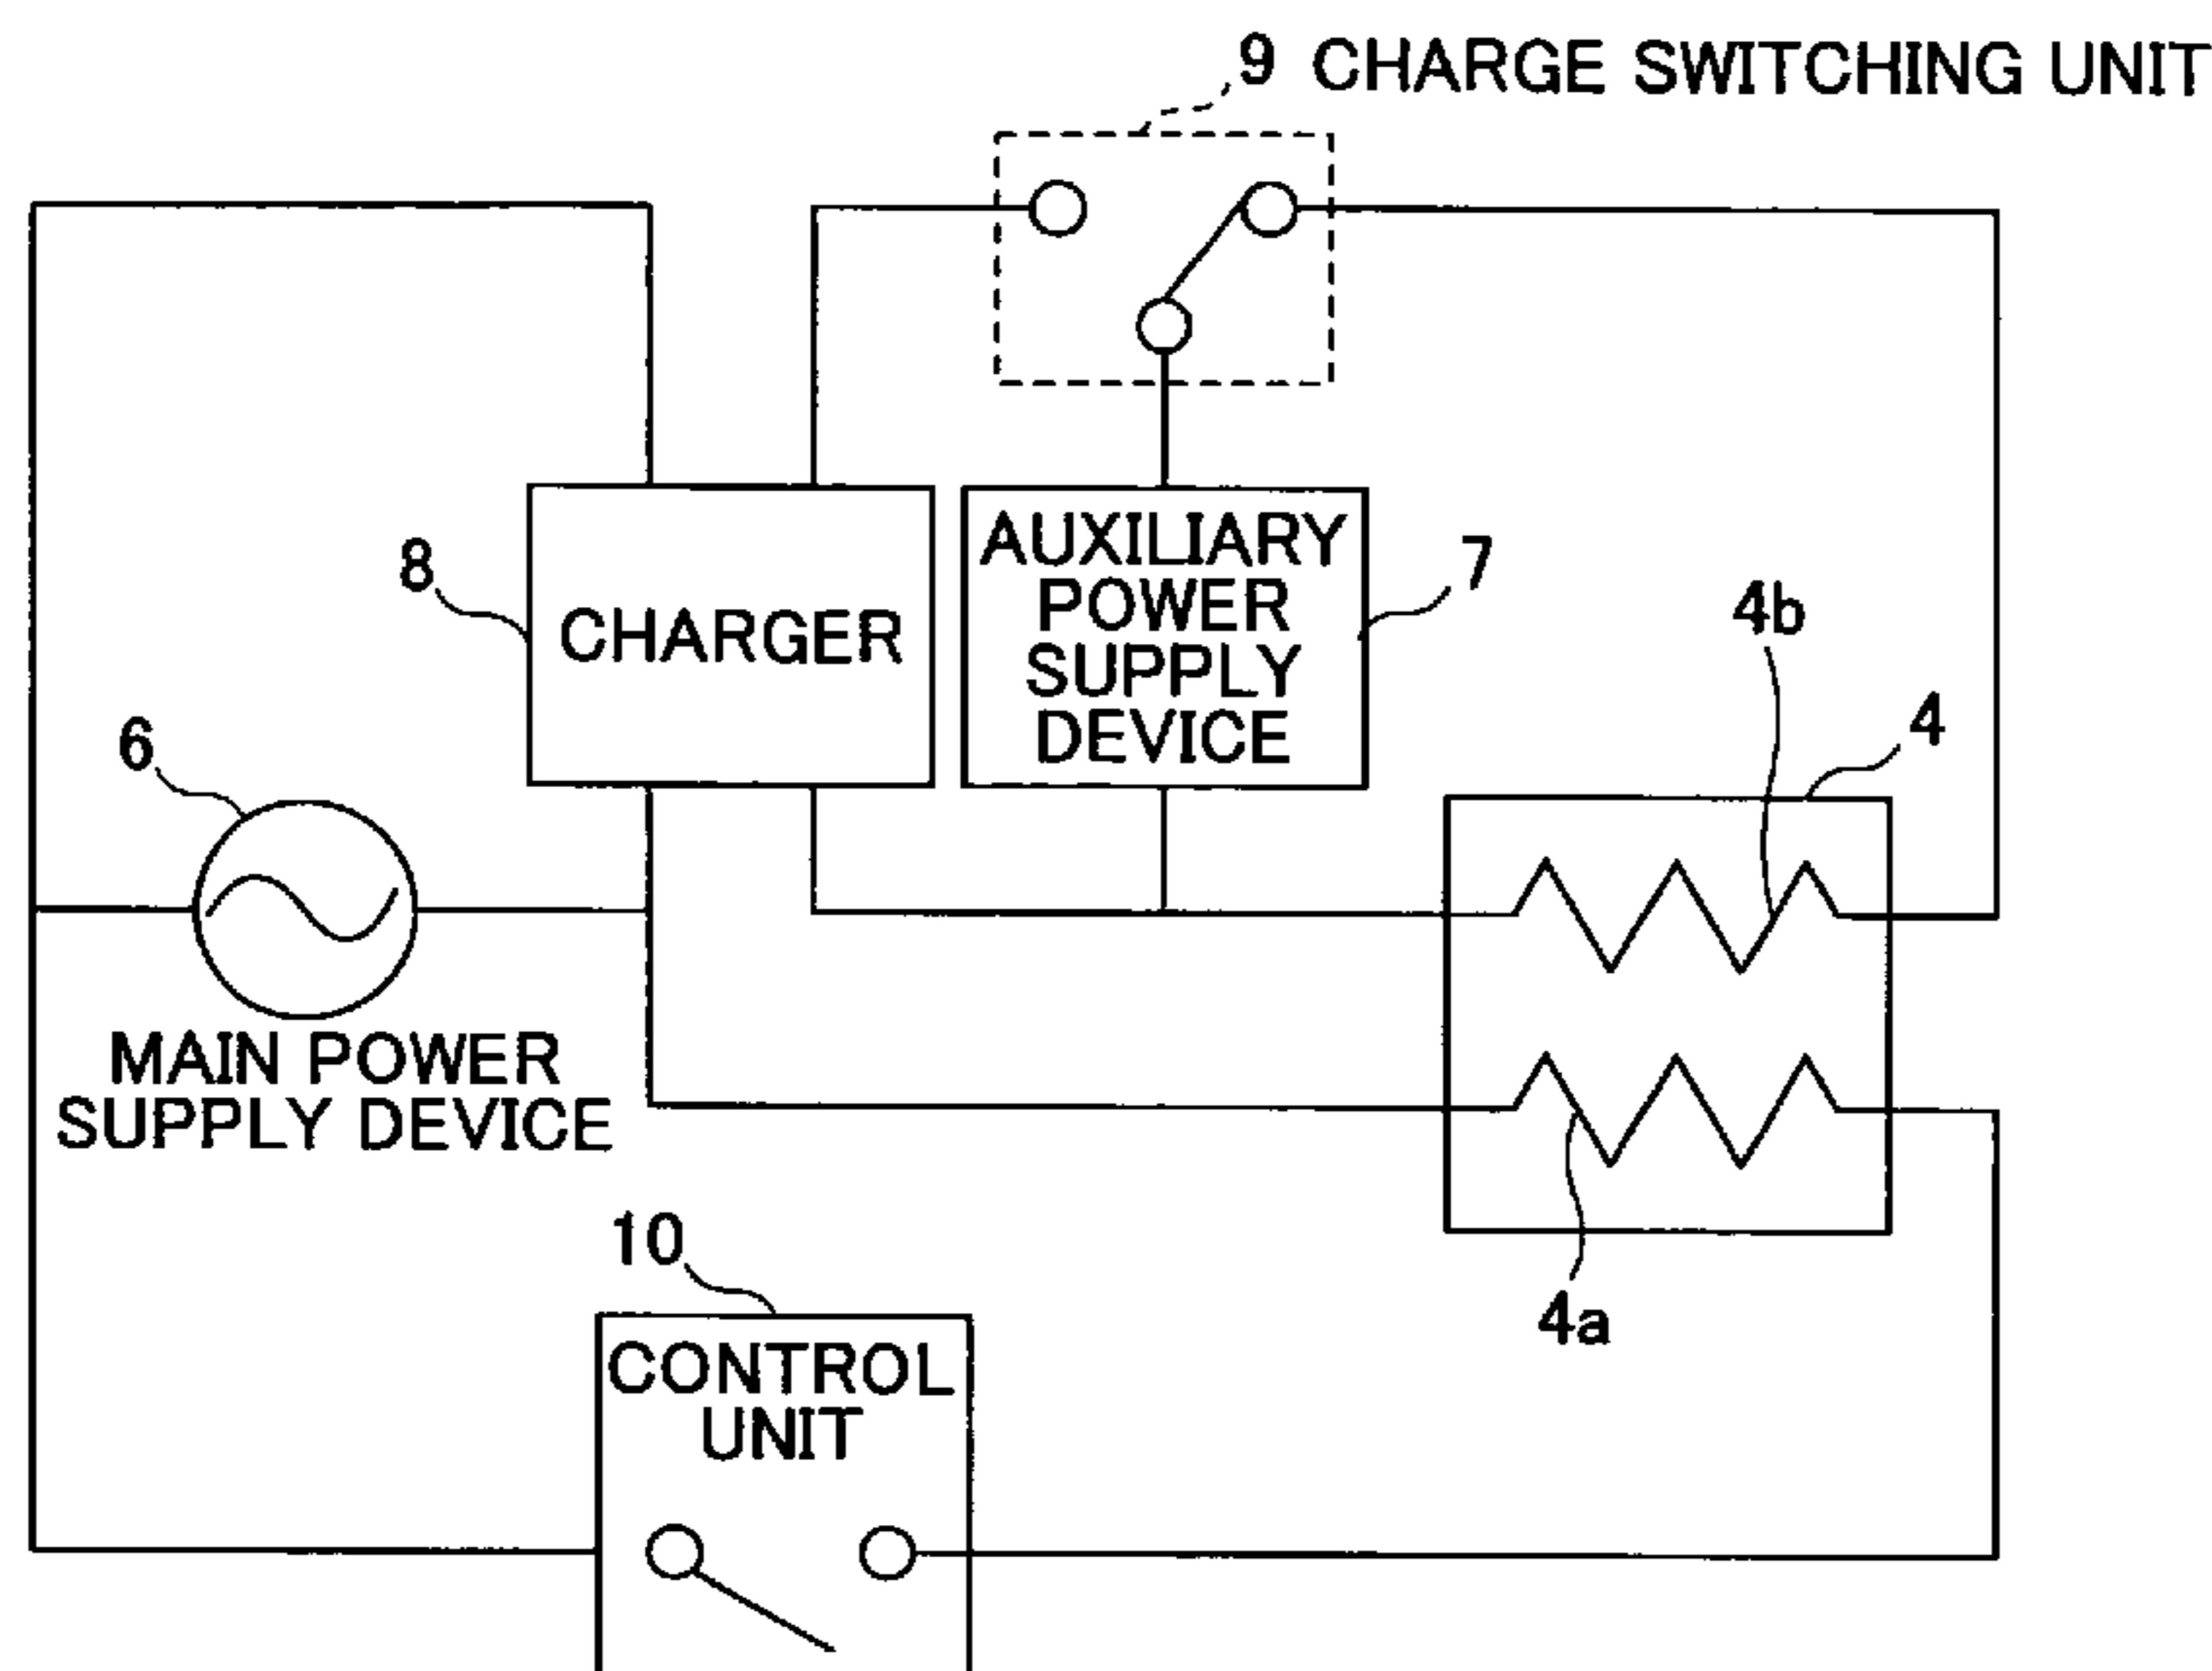 9 CHARGE SWITCHING UNIT
8
CHARGER
AUXILIARY
POWER
SUPPLY
DEVICE
7
4b
4
6
MAIN POWER
SUPPLY DEVICE
10
CONTROL
UNIT
4a